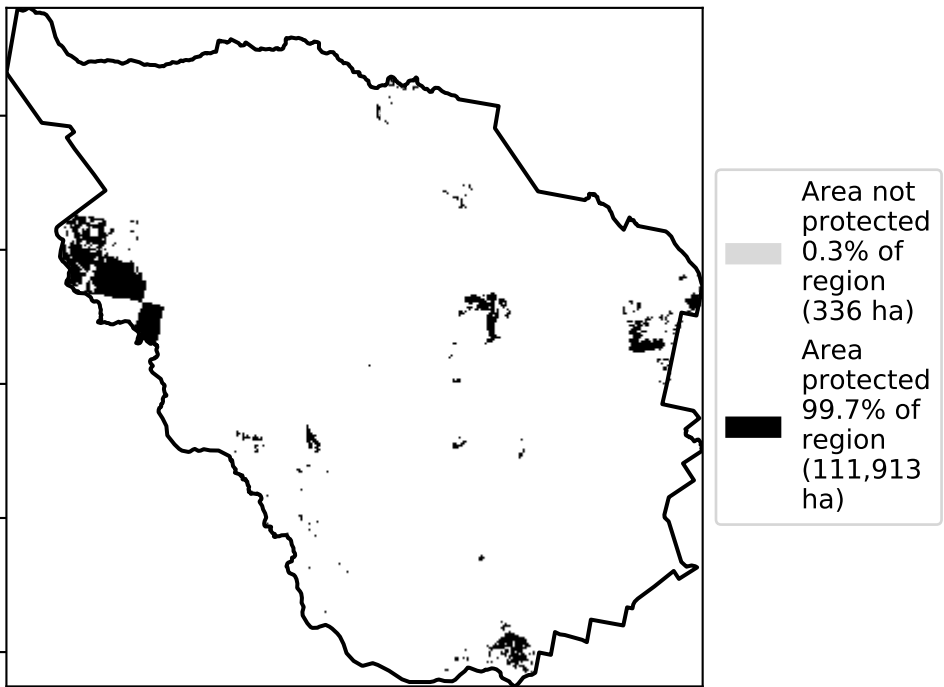 Area not
protected
0.3% of
region
(336 ha)
Area
protected
99.7% of
region
(111,913
ha)